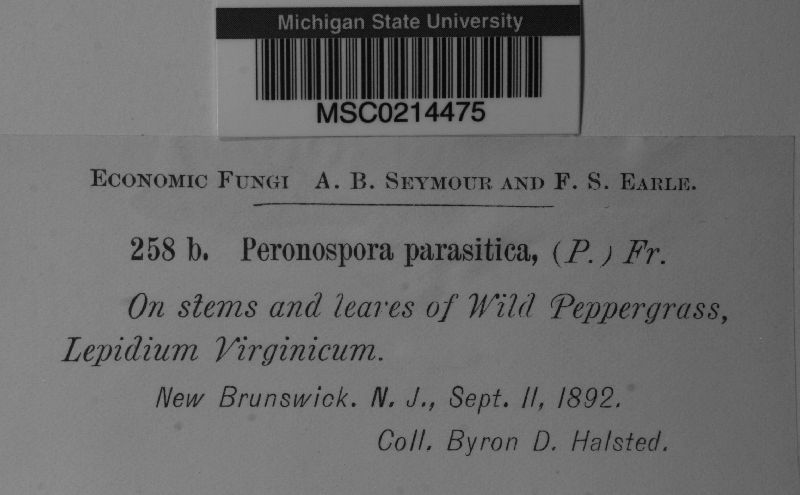 Michigan State University
MSC0214475
Economic Fungi A. B. Seymour and F. S. Earle.
258 b. Peronospora parasitica, (P.) Fr.
On stems and leaves of Wild Peppergrass,
Lepidium Virginicum.
New Brunswick. N. J., Sept. 11, 1892.
Coll. Byron D. Halsted.